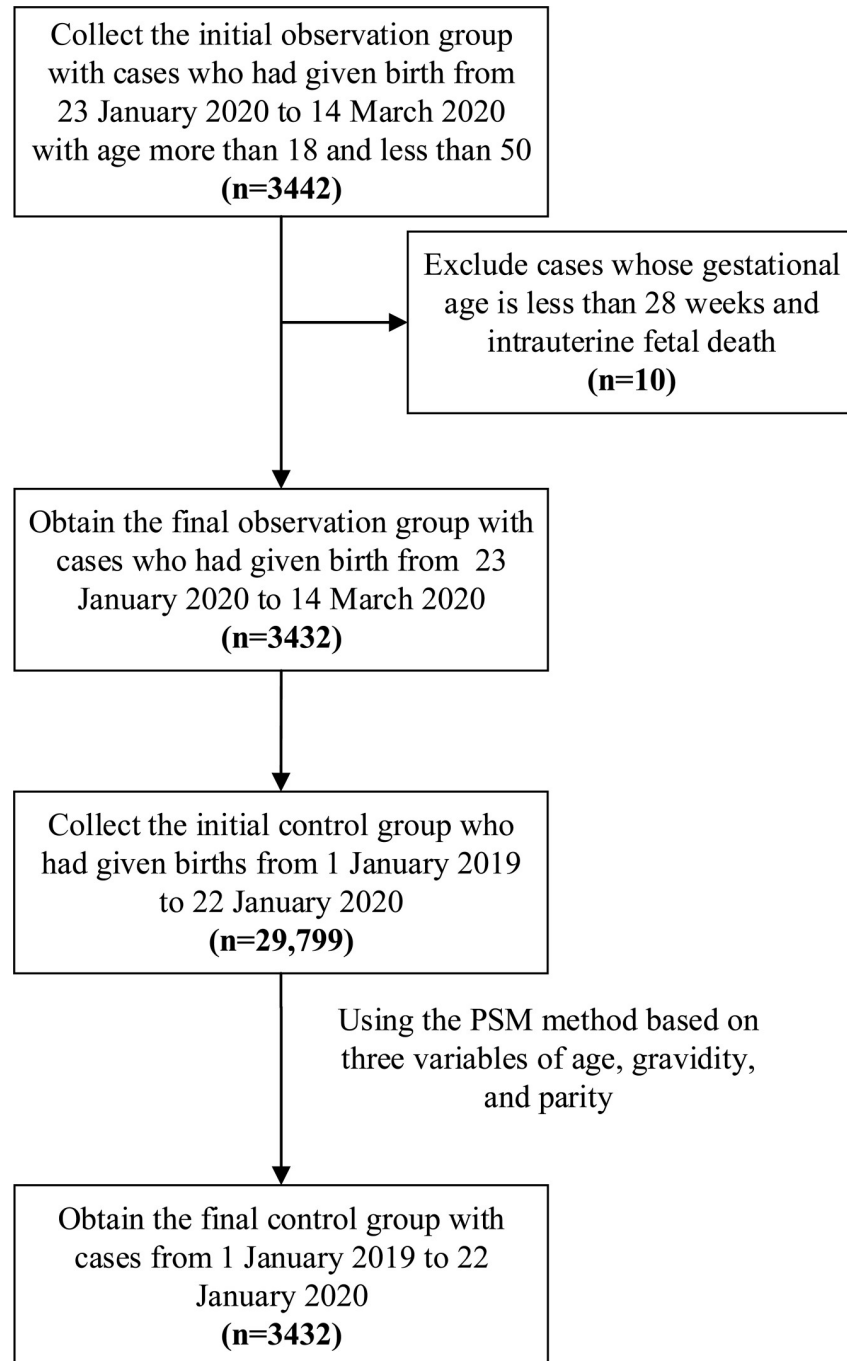 Collect the initial observation group
with cases who had given birth from
23 January 2020 to 14 March 2020
with age more than 18 and less than 50
(n=3442)
Exclude cases whose gestational
age is less than 28 weeks and
intrauterine fetal death
(n=10)
Obtain the final observation group with
cases who had given birth from 23
January 2020 to 14 March 2020
(n=3432)
Collect the initial control group who
had given births from 1 January 2019
to 22 January 2020
(n=29,799)
Using the PSM method based on
three variables of age, gravidity,
and parity
Obtain the final control group with
cases from 1 January 2019 to 22
January 2020
(n=3432)